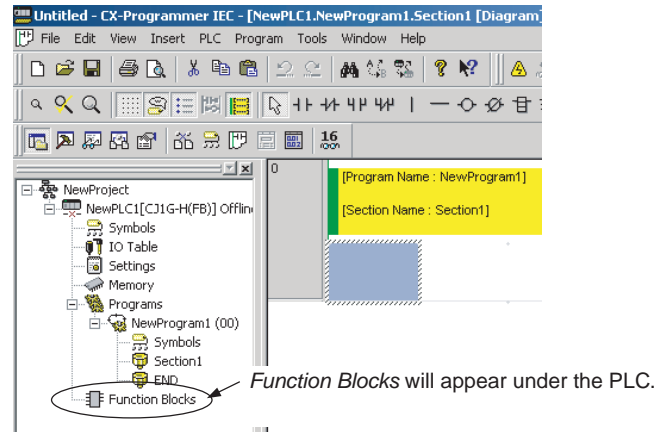 Untitled - CX-Programmer IEC - [NewPLC1.NewProgram1.Section1 [Diagram]
File Edit View Insert PLC Program Tools Window Help
16
0
[Program Name : NewProgram1]
[Section Name : Section1]
NewProject
NewPLC1[CJ1G-H(FB)] Offline
Symbols
IO Table
Settings
Memory
Programs
NewProgram1 (00)
Symbols
Section1
END
Function Blocks
Function Blocks will appear under the PLC.